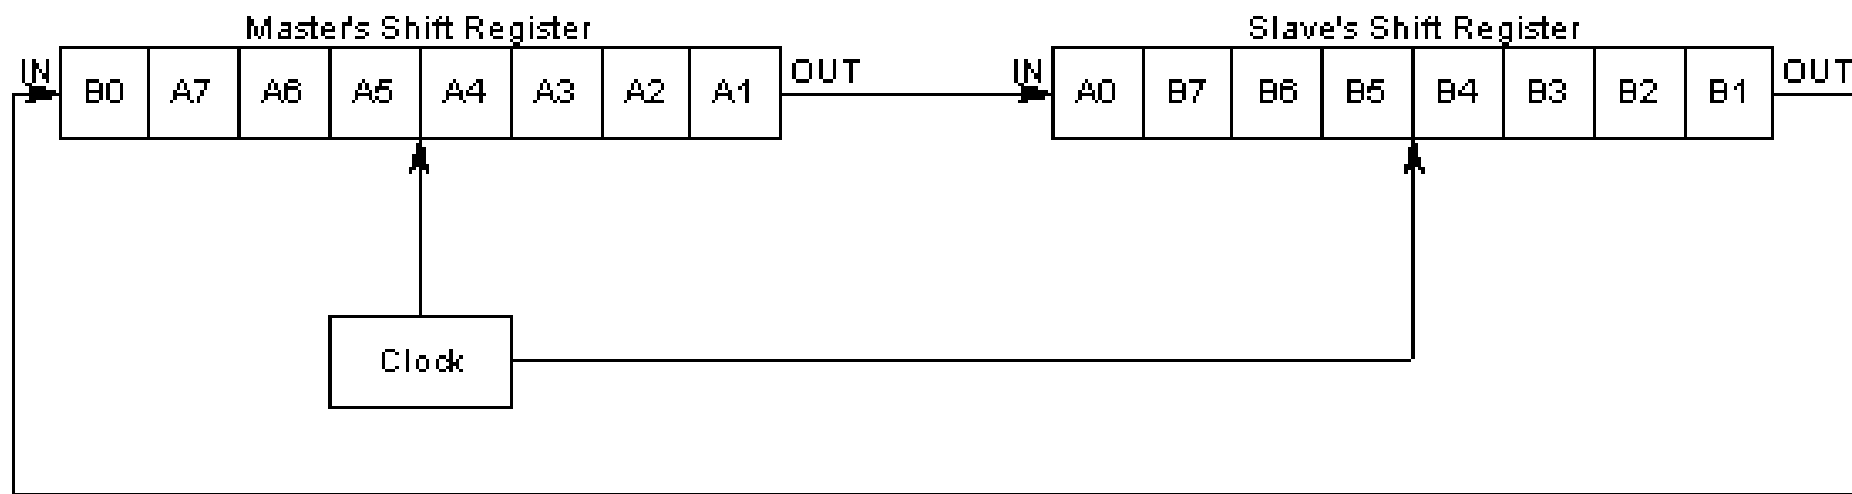 Master's Shift Register
Slave's Shift Register
IN
B0 A7 A6 A5 A4 A3 A2 A1
OUT
IN
A0 B7 B6 B5 B4 B3 B2 B1
OUT
Clock